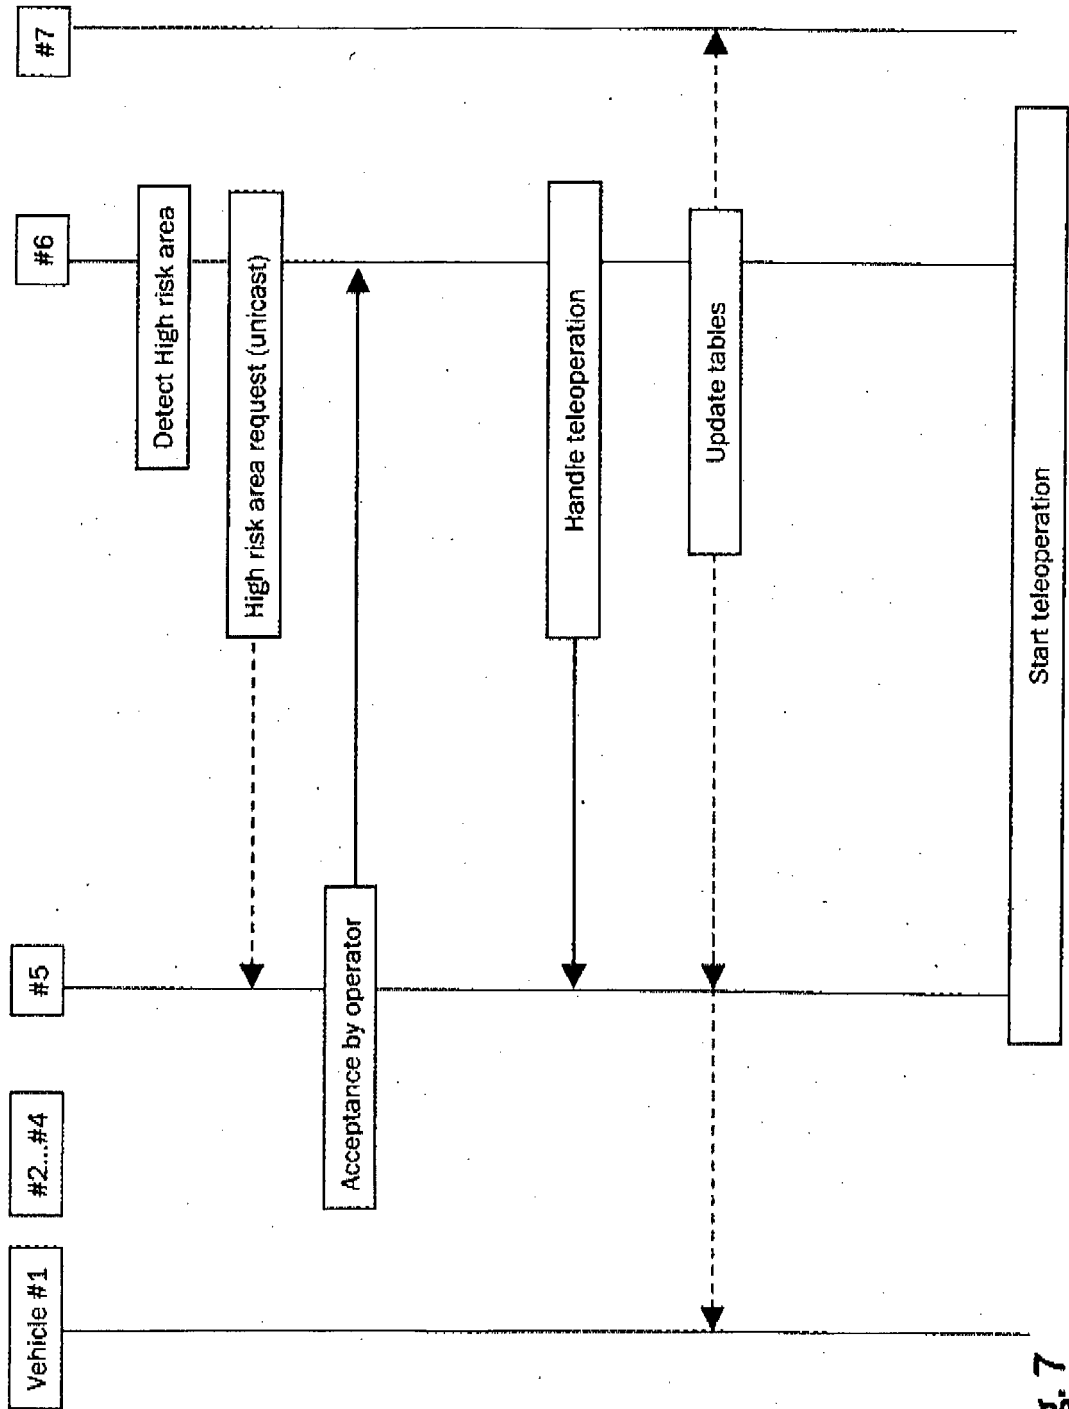 Vehicle #1
#2...#4
#5
#6
#7
Detect High risk area
High risk area request (unicast)
Acceptance by operator
Handle teleoperation
Update tables
Start teleoperation
7